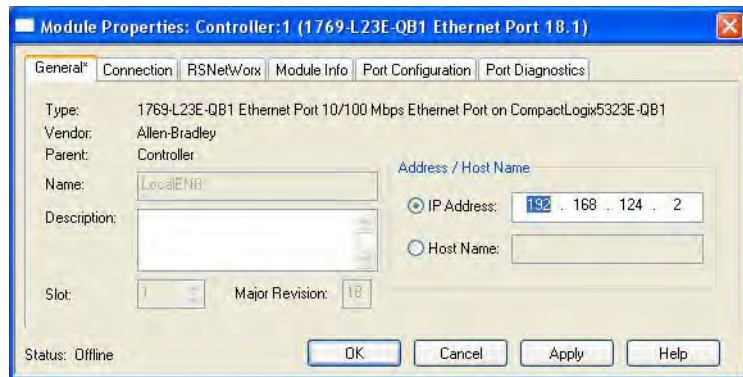 Module Properties: Controller:1 (1769-L23E-QB1 Ethernet Port 18.1)
General* Connection RSNetWorx Module Info Port Configuration Port Diagnostics
Type: 1769-L23E-QB1 Ethernet Port 10/100 Mbps Ethernet Port on CompactLogix5323E-QB1
Vendor: Allen-Bradley
Parent: Controller
Name: LocalENB
Description:
Slot: 1 Major Revision: 18
Address / Host Name
IP Address: 192 . 168 . 124 . 2
Host Name:
Status: Offline
OK Cancel Apply Help